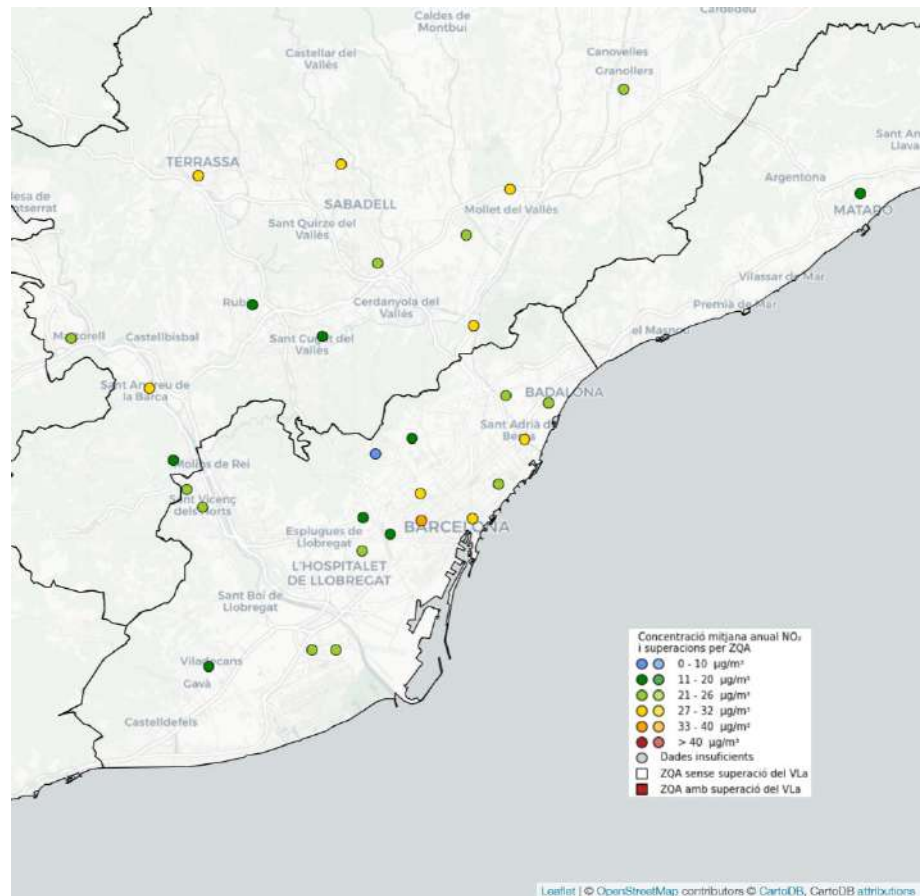 Caldes de
Montbui
Cardedeu
Castellar del
Vallès
Canovelles
Granollers
Sant An
Llava
TERRASSA
Argentona
lesa de
ntserrat
SABADELL
Mollet del Vallès
MATARÓ
Sant Quirze del
Vallès
Vilassar de Mar
Rub
Cerdanyola del
Vallès
Premià de Mar
Martorell
Castellbisbal
Sant Cugat del
Vallès
el Masnou
Sant Andreu de
la Barca
BADALONA
Sant Adrià de
Besòs
Molins de Rei
Sant Vicenç
dels Horts
Esplugues de
Llobregat
BARCELONA
L'HOSPITALET
DE LLOBREGAT
Sant Boi de
Llobregat
Viladecans
Gavà
Castelldefels
Concentració mitjana anual NO₂
i superacions per ZQA
0 - 10 µg/m³
11 - 20 µg/m³
21 - 26 µg/m³
27 - 32 µg/m³
33 - 40 µg/m³
> 40 µg/m³
Dades insuficients
ZQA sense superació del VLa
ZQA amb superació del VLa
Leaflet | © OpenStreetMap contributors © CartoDB, CartoDB attributions